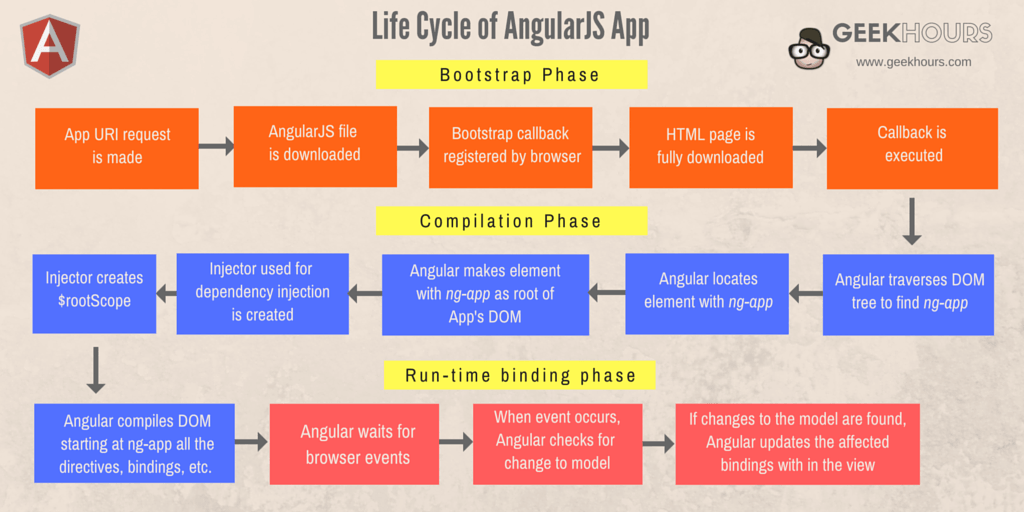 Life Cycle of AngularJS App
A
GEEKHOURS
www.geekhours.com
Bootstrap Phase
App URI request
is made
AngularJS file
is downloaded
Bootstrap callback
registered by browser
HTML page is
fully downloaded
Callback is
executed
Compilation Phase
Angular traverses DOM
tree to find ng-app
Angular locates
element with ng-app
Angular makes element
with ng-app as root of
App's DOM
Injector used for
dependency injection
is created
Injector creates
$rootScope
Run-time binding phase
Angular compiles DOM
starting at ng-app all the
directives, bindings, etc.
Angular waits for
browser events
When event occurs,
Angular checks for
change to model
If changes to the model are found,
Angular updates the affected
bindings with in the view